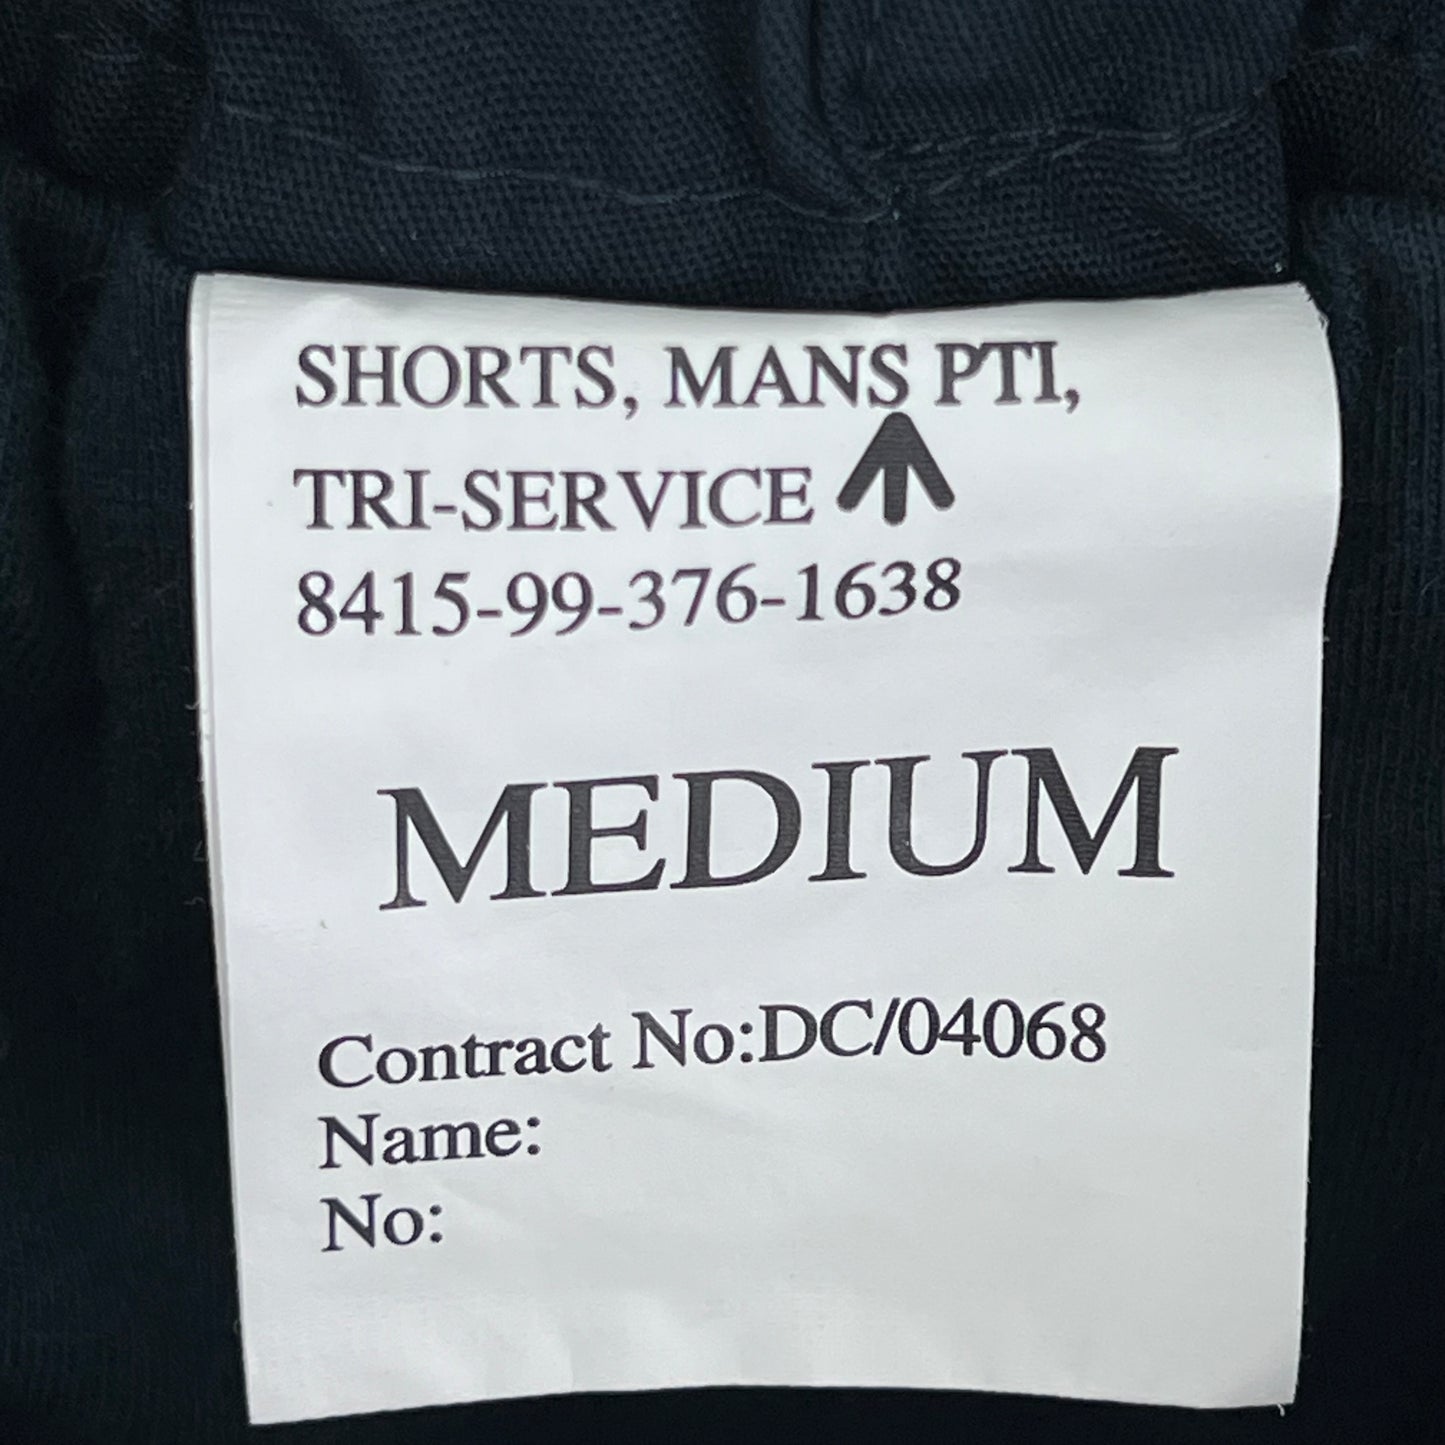 SHORTS, MANS PTI,
TRI-SERVICE
8415-99-376-1638
MEDIUM
Contract No:DC/04068
Name:
No: